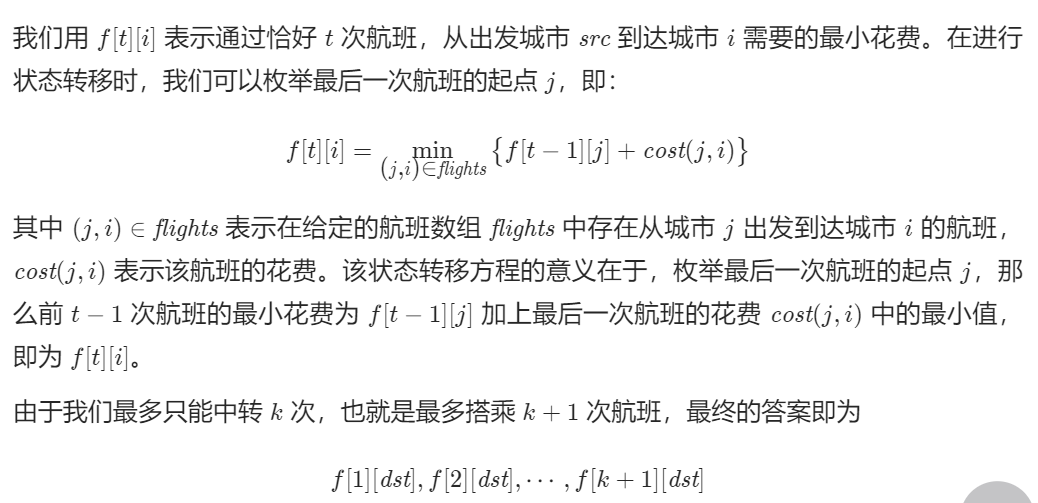 我们用 f[t][i] 表示通过恰好 t 次航班，从出发城市 src 到达城市 i 需要的最小花费。在进行
状态转移时，我们可以枚举最后一次航班的起点 j，即：
f[t][i] = min_{(j,i)∈flights} {f[t − 1][j] + cost(j, i)}
其中 (j, i) ∈ flights 表示在给定的航班数组 flights 中存在从城市 j 出发到达城市 i 的航班，
cost(j, i) 表示该航班的花费。该状态转移方程的意义在于，枚举最后一次航班的起点 j，那
么前 t − 1 次航班的最小花费为 f[t − 1][j] 加上最后一次航班的花费 cost(j, i) 中的最小值，
即为 f[t][i]。
由于我们最多只能中转 k 次，也就是最多搭乘 k + 1 次航班，最终的答案即为
f[1][dst], f[2][dst], ⋯ , f[k + 1][dst]